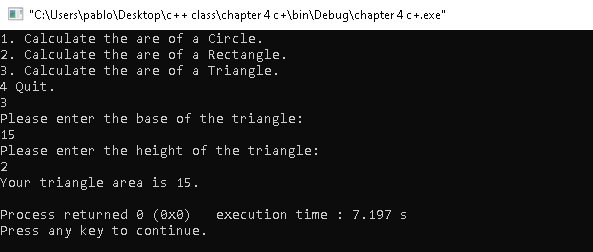 "C:\Users\pablo\Desktop\c++ class\chapter 4 c+\bin\Debug\chapter 4 c+.exe"
1. Calculate the are of a Circle.
2. Calculate the are of a Rectangle.
3. Calculate the are of a Triangle.
4 Quit.
3
Please enter the base of the triangle:
15
Please enter the height of the triangle:
2
Your triangle area is 15.
Process returned 0 (0x0)   execution time : 7.197 s
Press any key to continue.